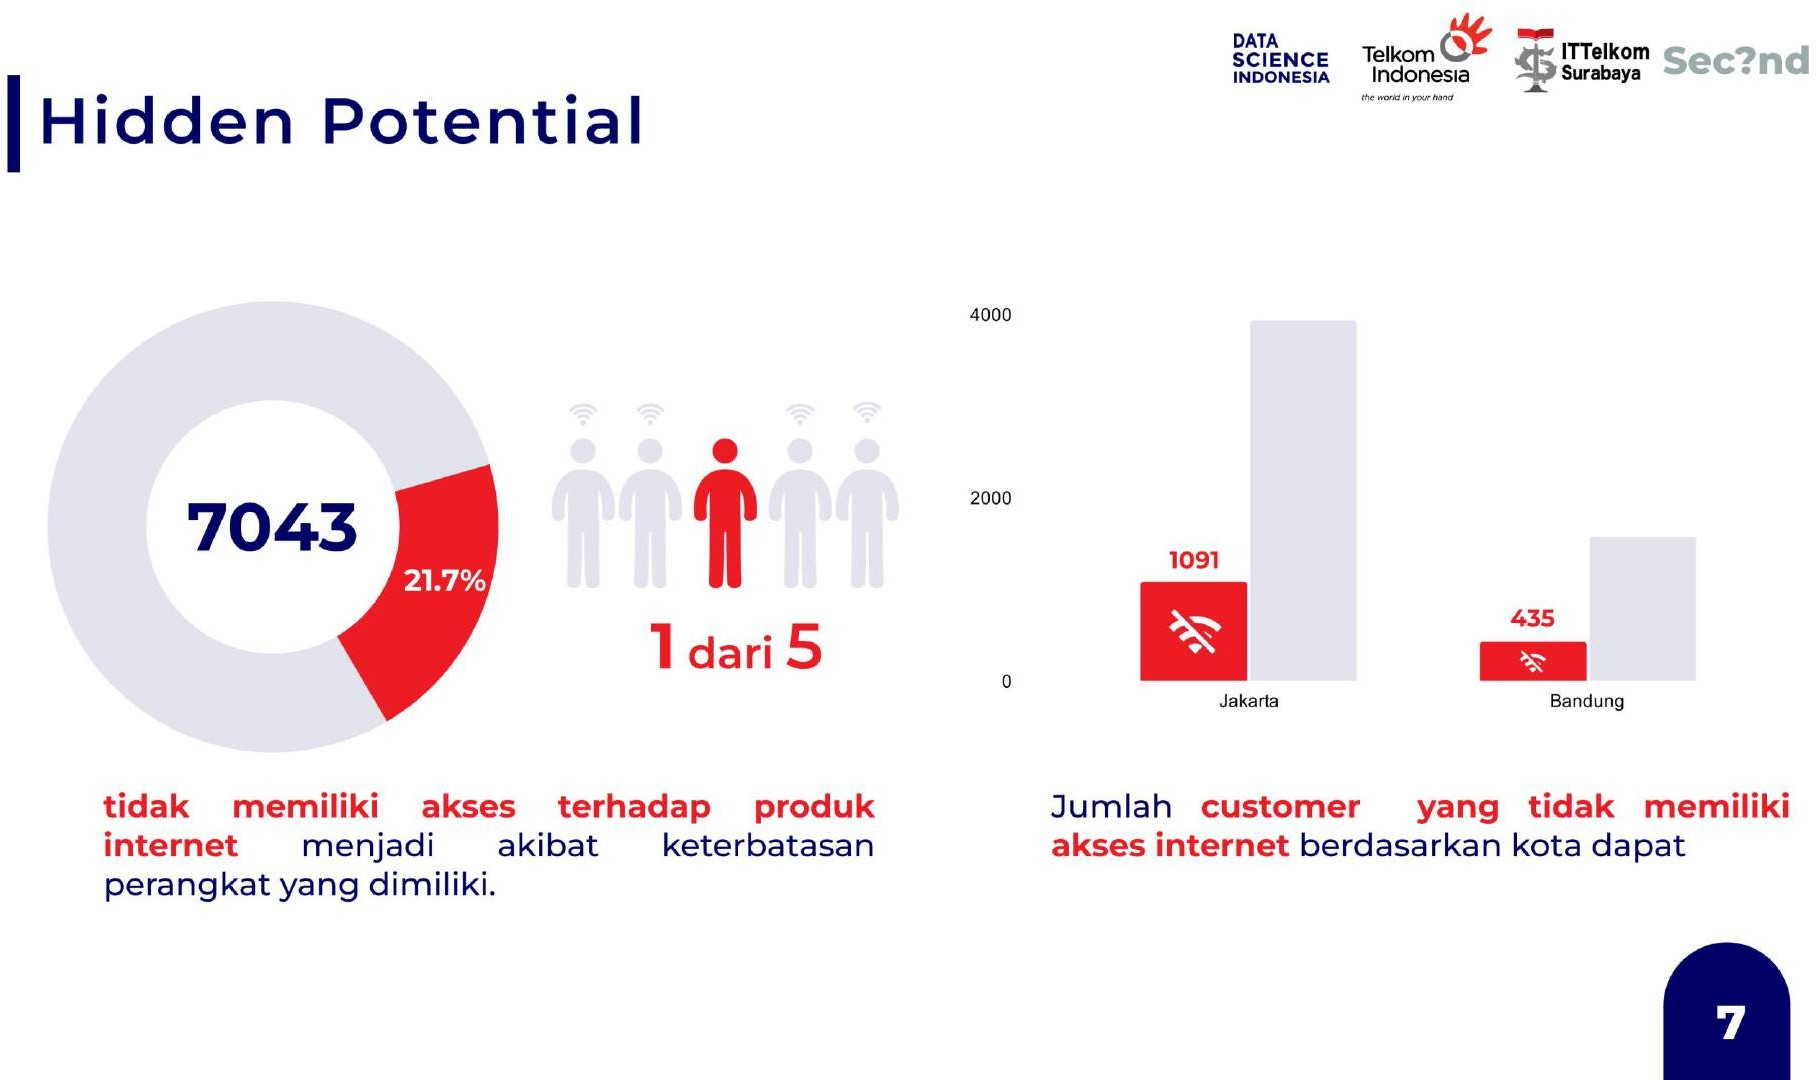 DATA
SCIENCE
INDONESIA
Telkom
Indonesia
the world in your hand
ITTelkom
Surabaya
Sec?nd
Hidden Potential
7043
21.7%
1 dari 5
tidak memiliki akses terhadap produk
internet menjadi akibat keterbatasan
perangkat yang dimiliki.
4000
2000
0
1091
435
Jakarta
Bandung
Jumlah customer yang tidak memiliki
akses internet berdasarkan kota dapat
7